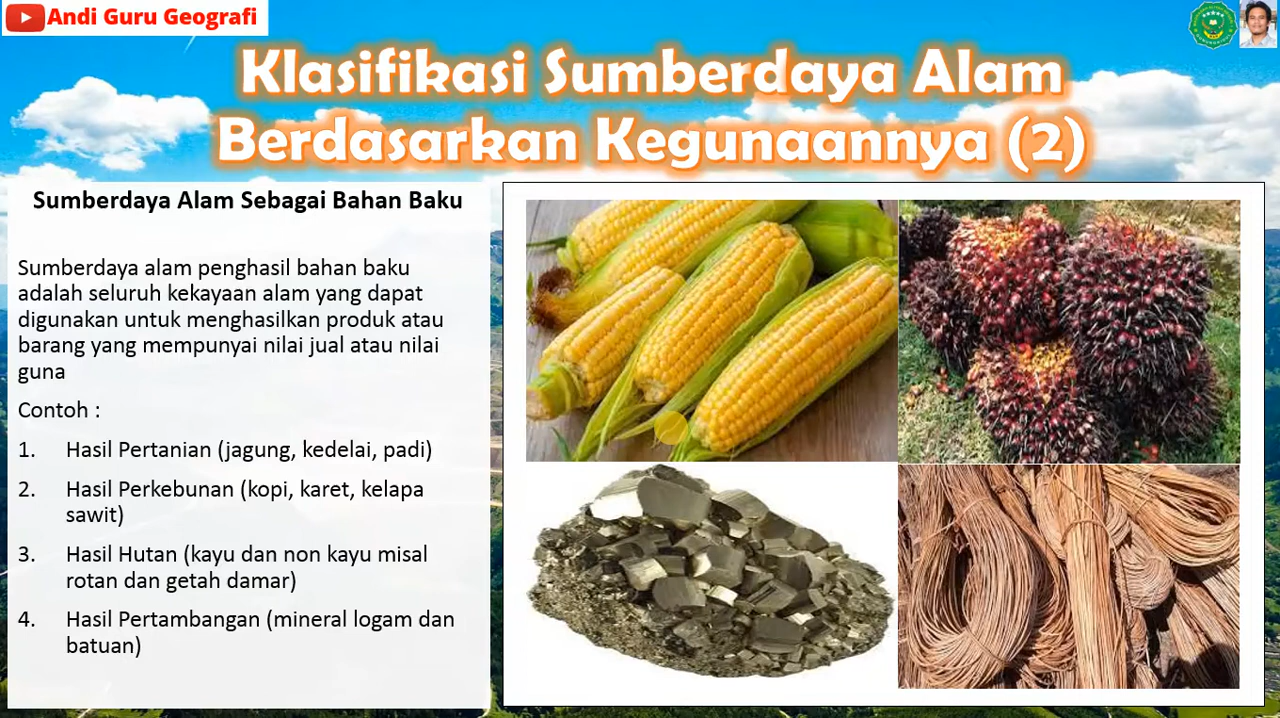 Andi Guru Geografi
Klasifikasi Sumberdaya Alam
Berdasarkan Kegunaannya (2)
Sumberdaya Alam Sebagai Bahan Baku
Sumberdaya alam penghasil bahan baku
adalah seluruh kekayaan alam yang dapat
digunakan untuk menghasilkan produk atau
barang yang mempunyai nilai jual atau nilai
guna
Contoh :
1. Hasil Pertanian (jagung, kedelai, padi)
2. Hasil Perkebunan (kopi, karet, kelapa
sawit)
3. Hasil Hutan (kayu dan non kayu misal
rotan dan getah damar)
4. Hasil Pertambangan (mineral logam dan
batuan)